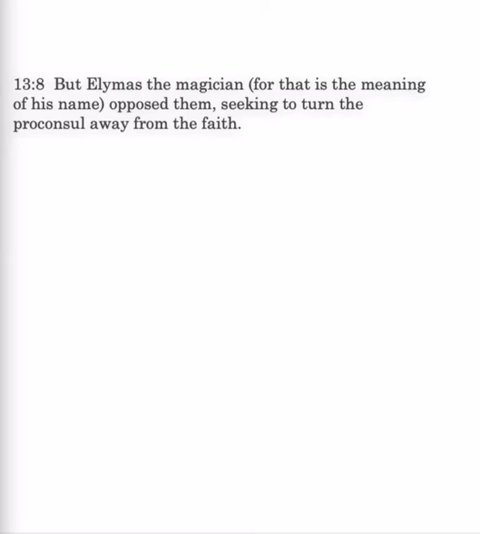 13:8 But Elymas the magician (for that is the meaning
of his name) opposed them, seeking to turn the
proconsul away from the faith.